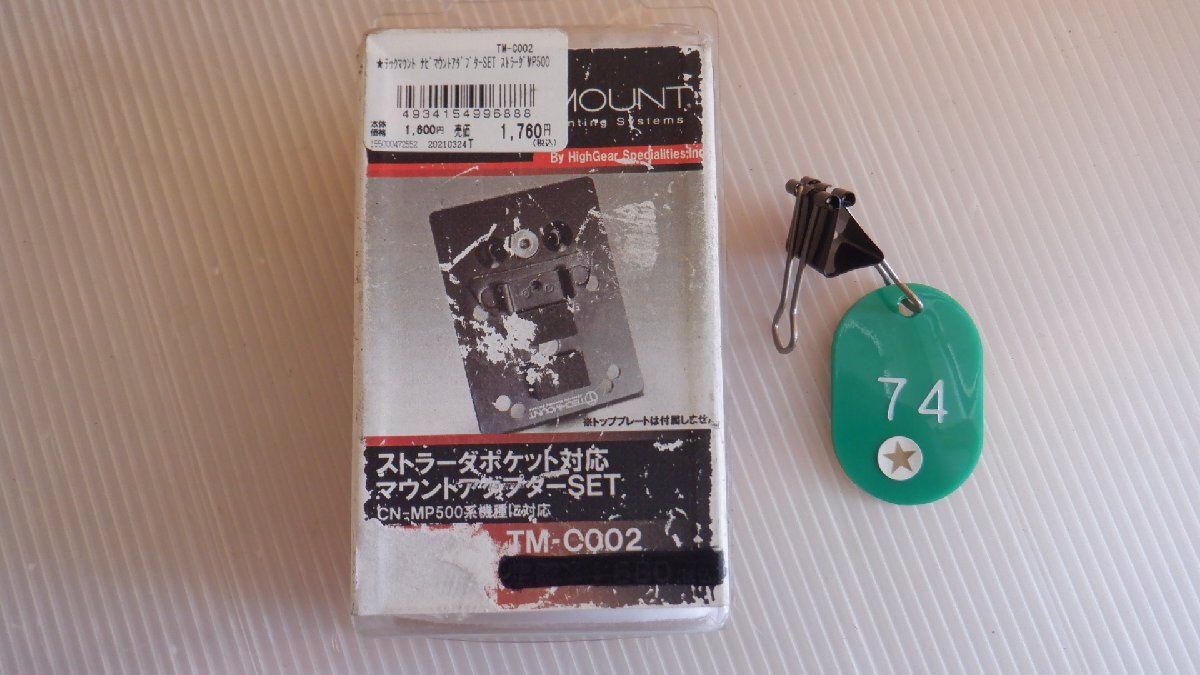 TM-C002
★テックマウント ナビマウントアダプターSET ストラーダMP500
4934154996888
本体価格 1,600円 売価 1,760円
(税込)
20210324T
MOUNT
nting Systems
By HighGear Specialities.Inc
TECHMOUNT
※トッププレートは付属しませ
ストラーダポケット対応
マウントアダプターSET
CN-MP500系機種に対応
TM-C002
74